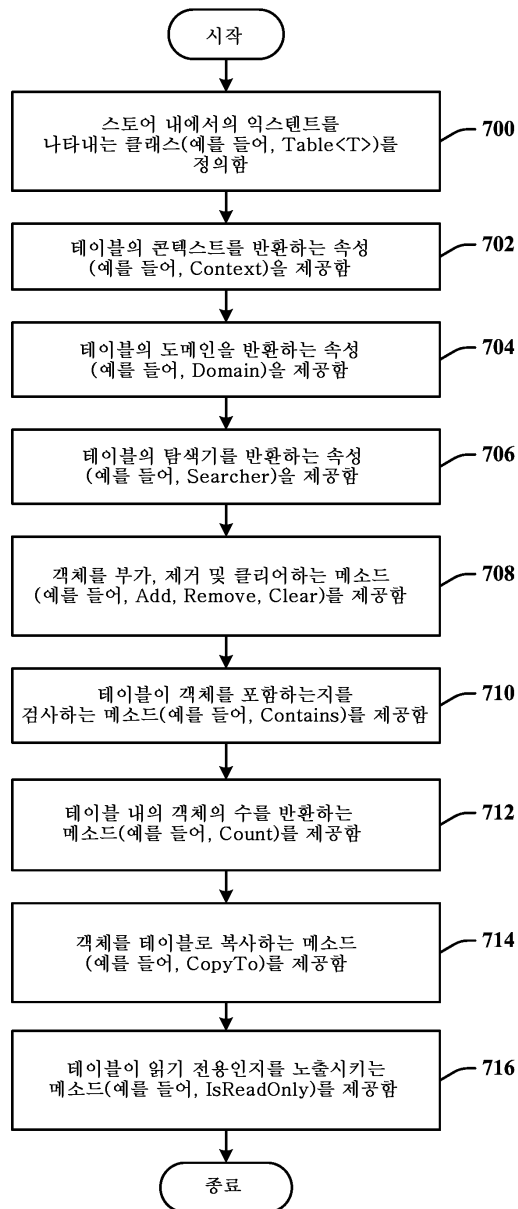 시작
스토어 내에서의 익스텐트를
나타내는 클래스(예를 들어, Table<T>)를
정의함
700
테이블의 콘텍스트를 반환하는 속성
(예를 들어, Context)을 제공함
702
테이블의 도메인을 반환하는 속성
(예를 들어, Domain)을 제공함
704
테이블의 탐색기를 반환하는 속성
(예를 들어, Searcher)을 제공함
706
객체를 부가, 제거 및 클리어하는 메소드
(예를 들어, Add, Remove, Clear)를 제공함
708
테이블이 객체를 포함하는지를
검사하는 메소드(예를 들어, Contains)를 제공함
710
테이블 내의 객체의 수를 반환하는
메소드(예를 들어, Count)를 제공함
712
객체를 테이블로 복사하는 메소드
(예를 들어, CopyTo)를 제공함
714
테이블이 읽기 전용인지를 노출시키는
메소드(예를 들어, IsReadOnly)를 제공함
716
종료